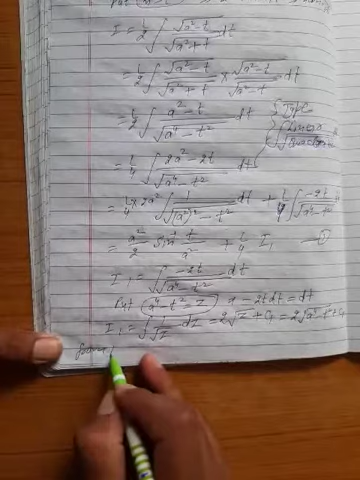 I = 1/2 ∫ √(a²-t)/√(a²+t) dt
= 1/2 ∫ √(a²-t)/√(a²+t) × √(a²-t)/√(a²-t) dt
= 1/2 ∫ (a²-t)/√(a⁴-t²) dt
= 1/4 ∫ (2a²-2t)/√(a⁴-t²) dt
= 1/4 × 2a² ∫ 1/√((a²)²-t²) dt + 1/4 ∫ -2t/√(a⁴-t²)
= a²/2 sin⁻¹ t/a² + 1/4 I₁ — ①
I₁ = ∫ -2t/√(a⁴-t²) dt
Put a⁴-t² = z
I₁ = ∫ 1/√z dz = 2√z + C₁ = 2√(a⁴-t²) + C₁
from